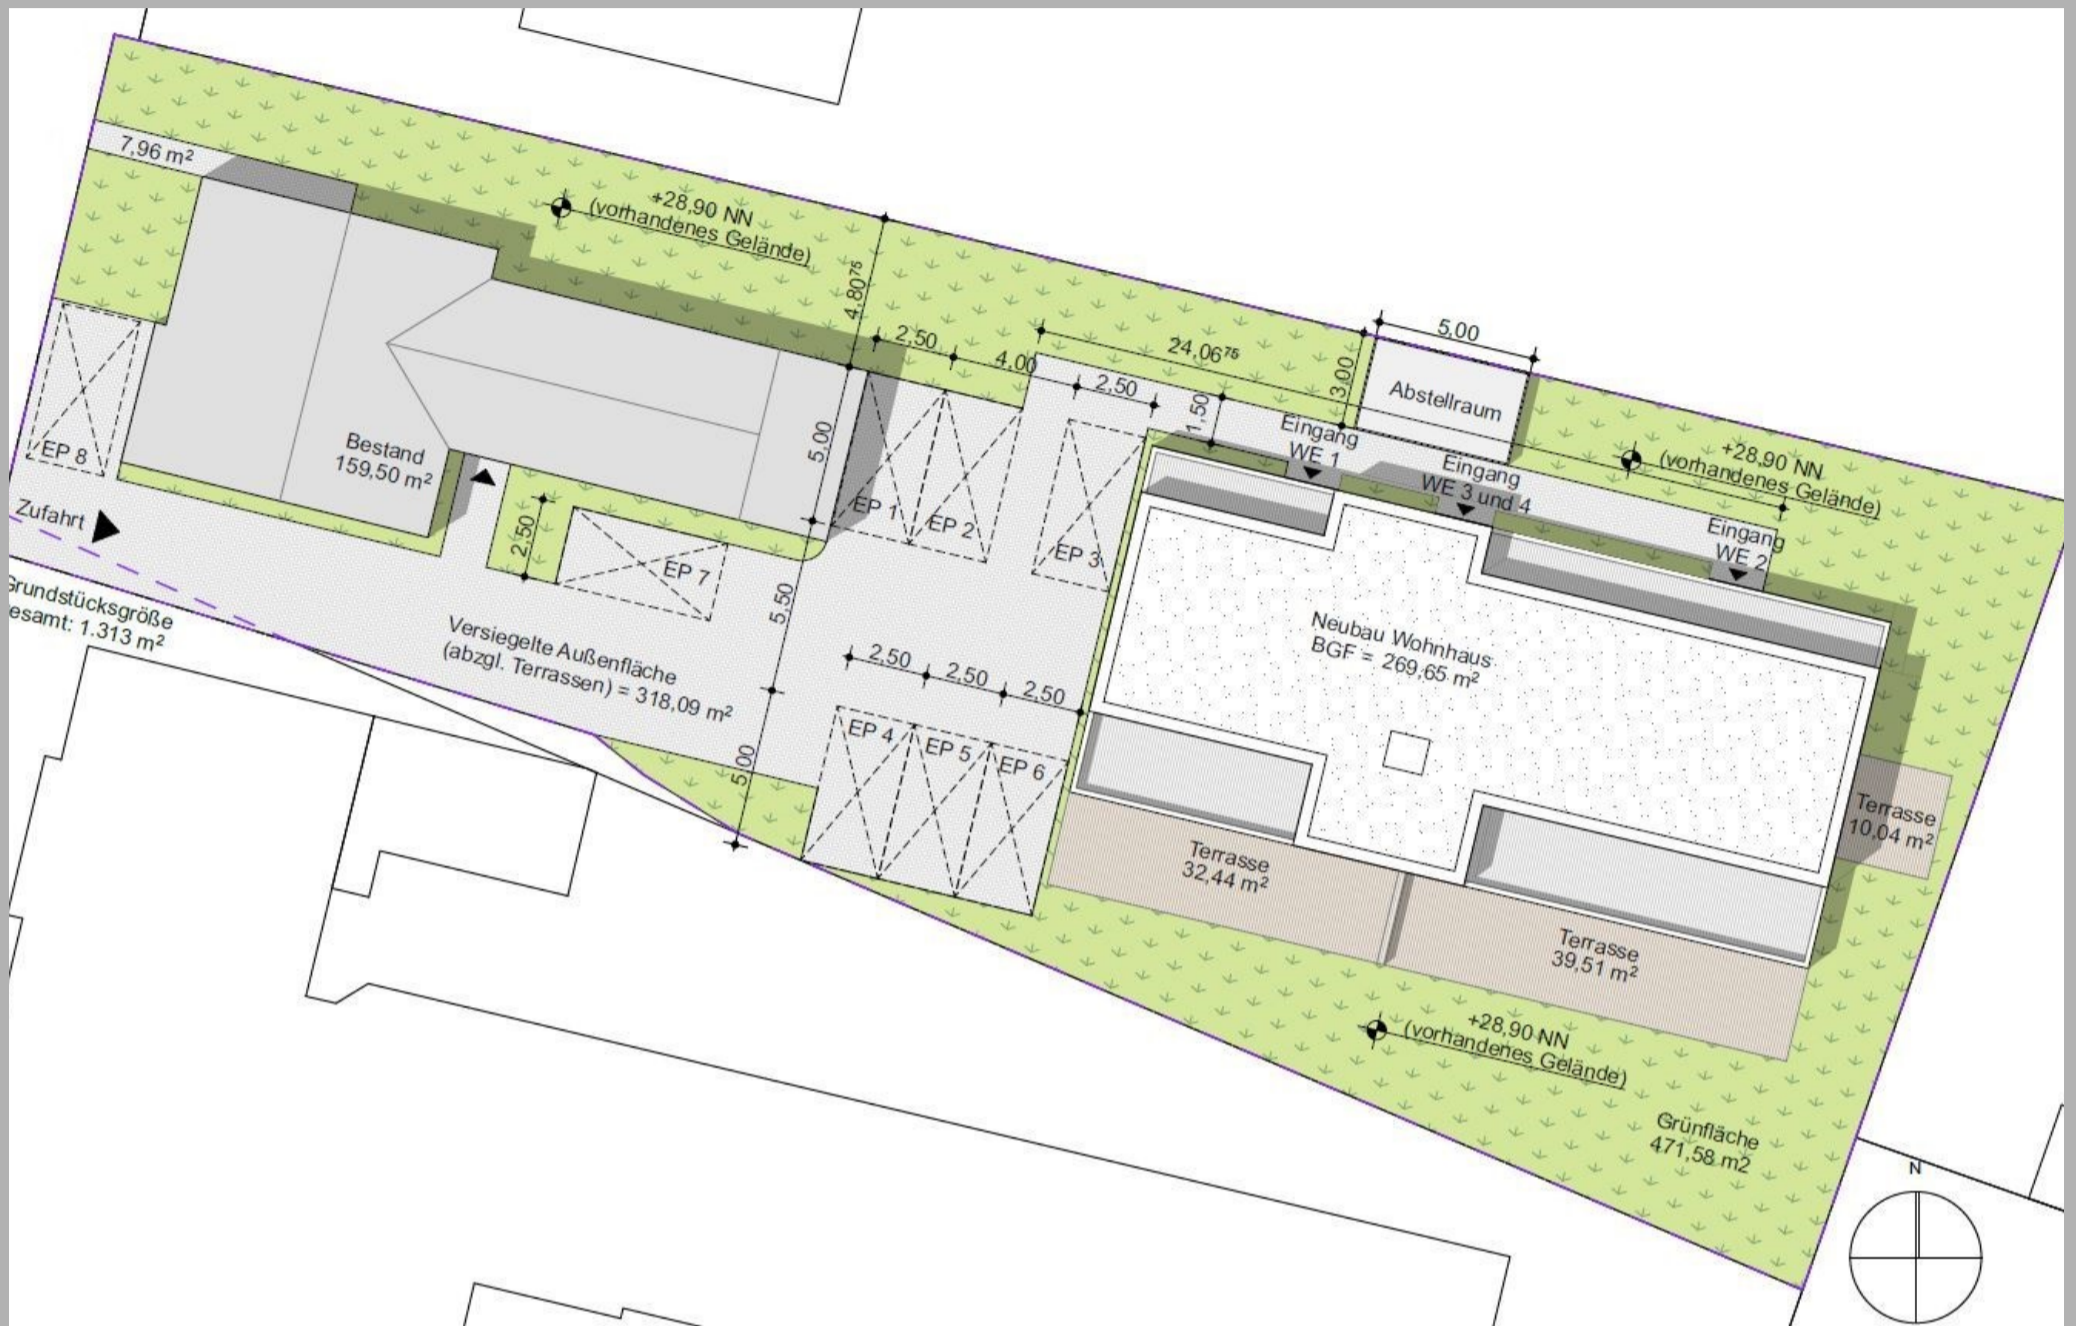 7,96 m²
+28,90 NN
(vorhandenes Gelände)
4,80⁷⁵
2,50
4,00
2,50
24,06⁷⁵
5,00
3,00
1,50
Abstellraum
Eingang
WE 1
Eingang
WE 3 und 4
+28,90 NN
(vorhandenes Gelände)
Eingang
WE 2
Bestand
159,50 m²
EP 8
Zufahrt
2,50
EP 7
5,00
EP 1
EP 2
EP 3
5,50
Grundstücksgröße
esamt: 1.313 m²
Versiegelte Außenfläche
(abzgl. Terrassen) = 318,09 m²
2,50
2,50
2,50
EP 4
EP 5
EP 6
5,00
Neubau Wohnhaus
BGF = 269,65 m²
Terrasse
10,04 m²
Terrasse
32,44 m²
Terrasse
39,51 m²
+28,90 NN
(vorhandenes Gelände)
Grünfläche
471,58 m2
N